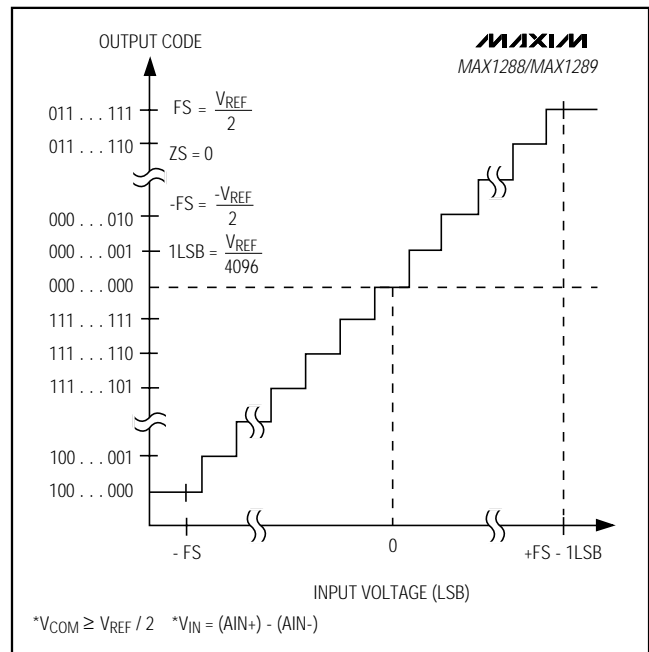 OUTPUT CODE
MAXIM
MAX1288/MAX1289
011 . . . 111
FS = VREF / 2
011 . . . 110
ZS = 0
-FS = -VREF / 2
000 . . . 010
000 . . . 001
1LSB = VREF / 4096
000 . . . 000
111 . . . 111
111 . . . 110
111 . . . 101
100 . . . 001
100 . . . 000
- FS
0
+FS - 1LSB
INPUT VOLTAGE (LSB)
*VCOM ≥ VREF / 2 *VIN = (AIN+) - (AIN-)